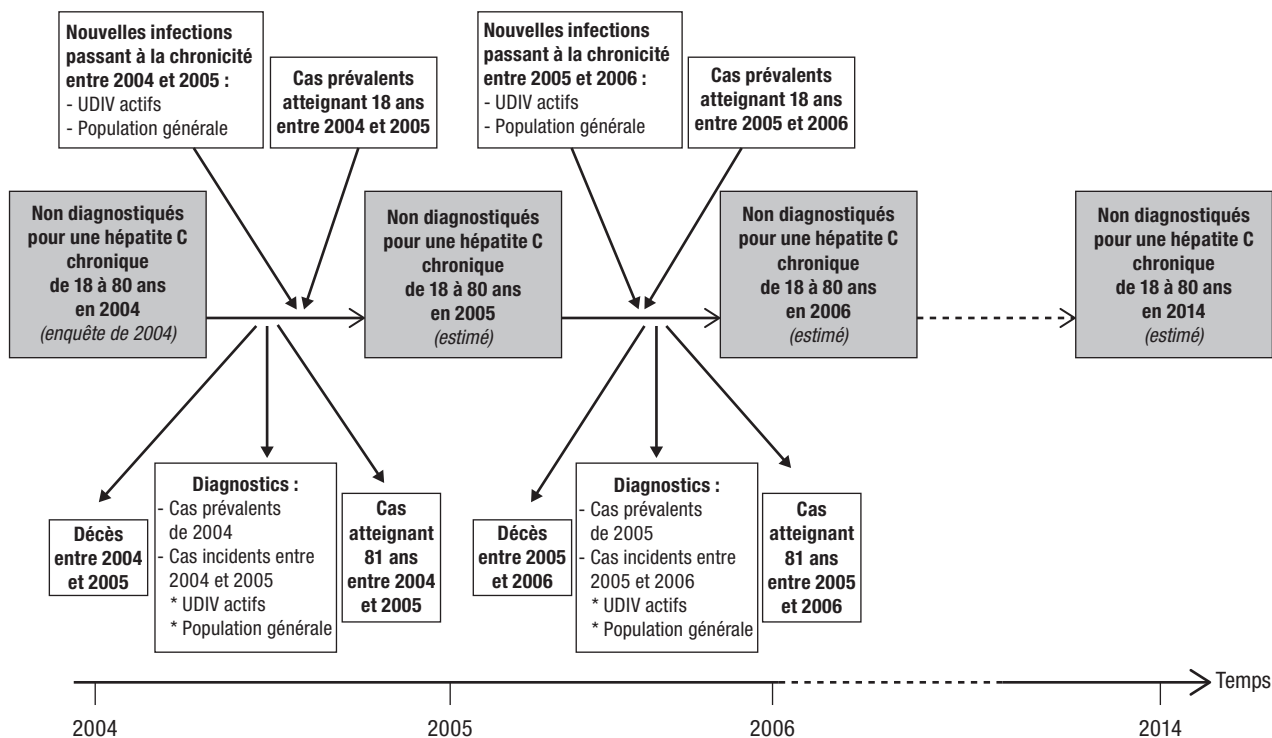 Nouvelles infections
passant à la chronicité
entre 2004 et 2005 :
- UDIV actifs
- Population générale
Cas prévalents
atteignant 18 ans
entre 2004 et 2005
Nouvelles infections
passant à la chronicité
entre 2005 et 2006 :
- UDIV actifs
- Population générale
Cas prévalents
atteignant 18 ans
entre 2005 et 2006
Non diagnostiqués
pour une hépatite C
chronique
de 18 à 80 ans
en 2004
(enquête de 2004)
Non diagnostiqués
pour une hépatite C
chronique
de 18 à 80 ans
en 2005
(estimé)
Non diagnostiqués
pour une hépatite C
chronique
de 18 à 80 ans
en 2006
(estimé)
Non diagnostiqués
pour une hépatite C
chronique
de 18 à 80 ans
en 2014
(estimé)
Décès
entre 2004
et 2005
Diagnostics :
- Cas prévalents
de 2004
- Cas incidents entre
2004 et 2005
* UDIV actifs
* Population générale
Cas
atteignant
81 ans
entre 2004
et 2005
Décès
entre 2005
et 2006
Diagnostics :
- Cas prévalents
de 2005
- Cas incidents entre
2005 et 2006
* UDIV actifs
* Population générale
Cas
atteignant
81 ans
entre 2005
et 2006
Temps
2004
2005
2006
2014